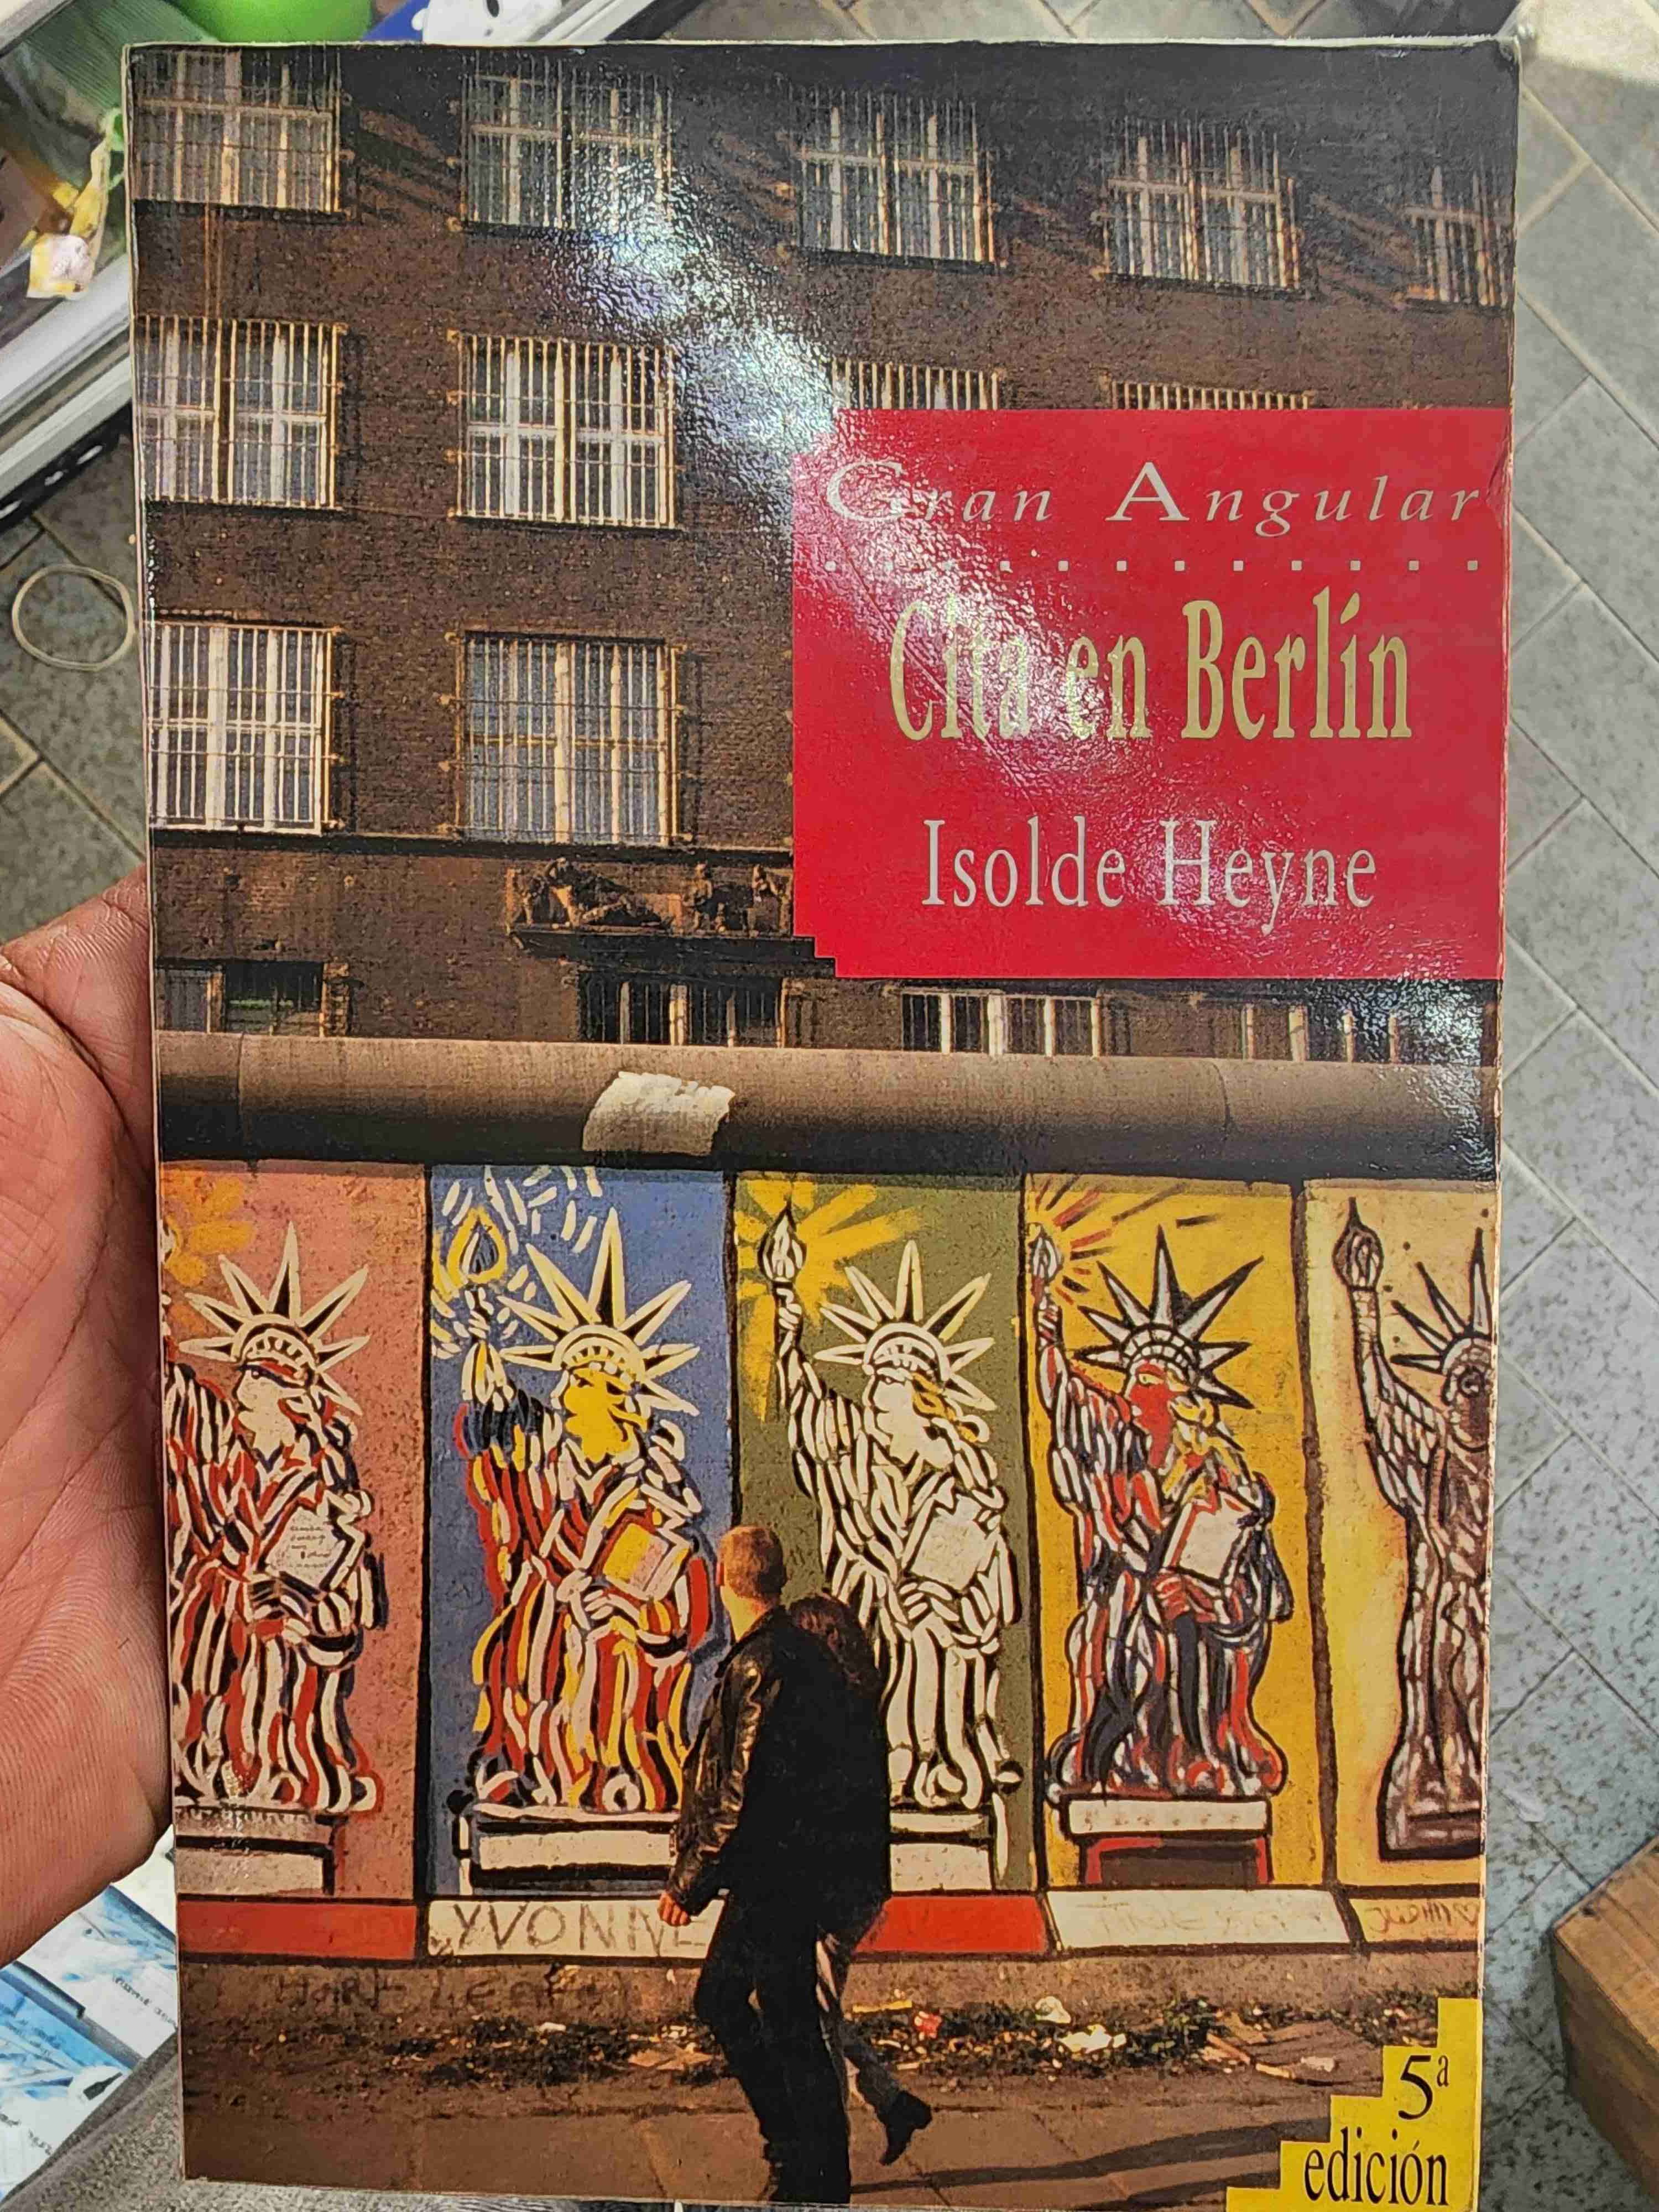 Gran Angular
Cita en Berlín
Isolde Heyne
YVONNE
5ª
edición